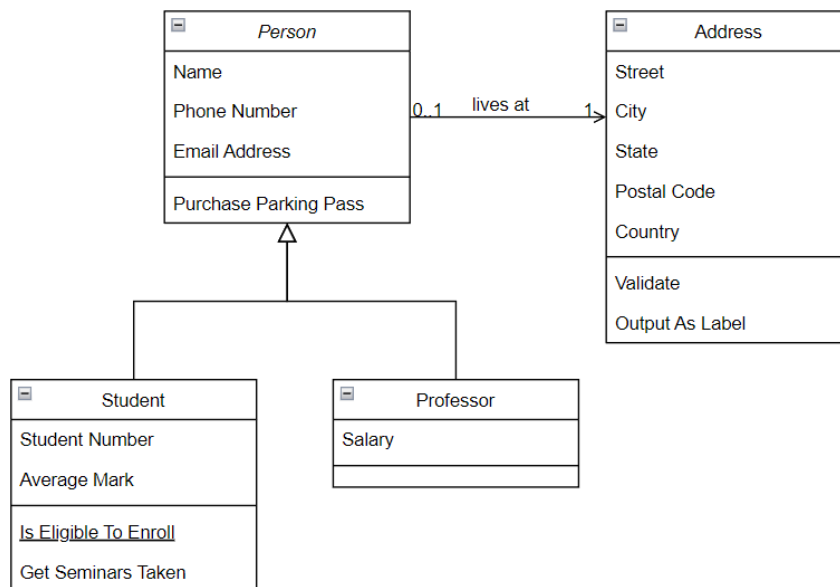 Person
Name
Phone Number
Email Address
Purchase Parking Pass
0..1
lives at
1
Address
Street
City
State
Postal Code
Country
Validate
Output As Label
Student
Student Number
Average Mark
Is Eligible To Enroll
Get Seminars Taken
Professor
Salary